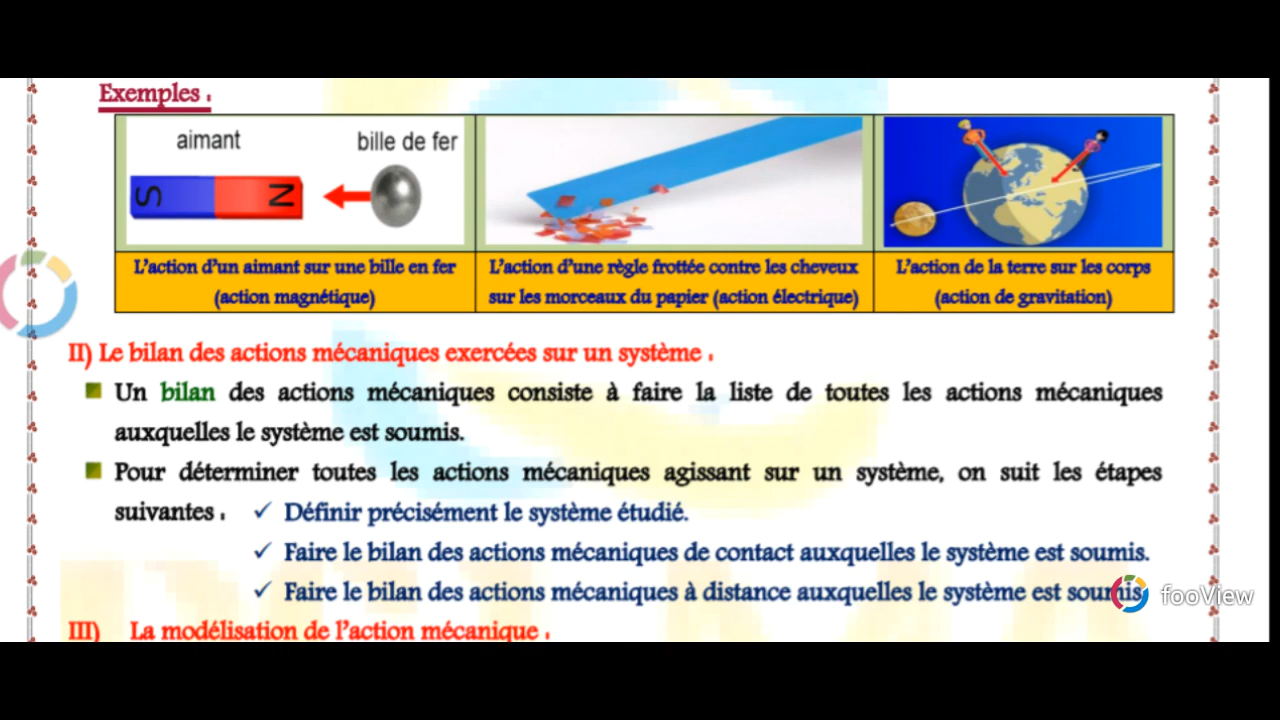 Exemples :
aimant
bille de fer
S N
L'action d'un aimant sur une bille en fer
(action magnétique)
L'action d'une règle frottée contre les cheveux
sur les morceaux du papier (action électrique)
L'action de la terre sur les corps
(action de gravitation)
II) Le bilan des actions mécaniques exercées sur un système :
Un bilan des actions mécaniques consiste à faire la liste de toutes les actions mécaniques
auxquelles le système est soumis.
Pour déterminer toutes les actions mécaniques agissant sur un système, on suit les étapes
suivantes : ✓ Définir précisément le système étudié.
✓ Faire le bilan des actions mécaniques de contact auxquelles le système est soumis.
✓ Faire le bilan des actions mécaniques à distance auxquelles le système est soumis
fooView
III) La modélisation de l'action mécanique :